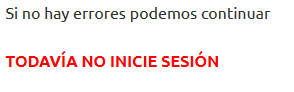 Si no hay errores podemos continuar
TODAVÍA NO INICIE SESIÓN